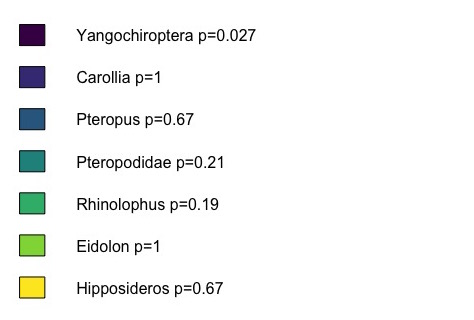 Yangochiroptera p=0.027
Carollia p=1
Pteropus p=0.67
Pteropodidae p=0.21
Rhinolophus p=0.19
Eidolon p=1
Hipposideros p=0.67